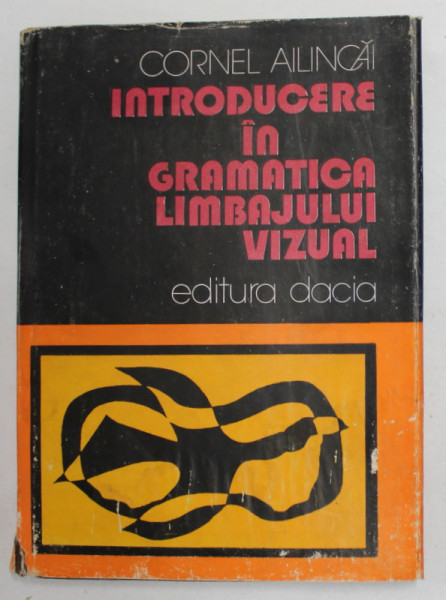 CORNEL AILINCĂI
INTRODUCERE
ÎN
GRAMATICA
LIMBAJULUI
VIZUAL
editura dacia